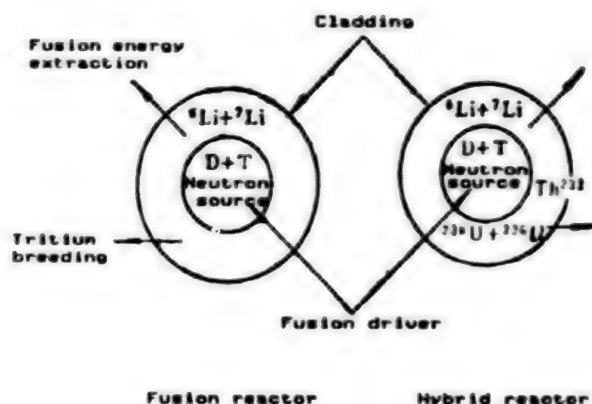 Cladding
Fusion energy
extraction
⁶Li+⁷Li
D+T
Neutron
source
Tritium
breeding
⁶Li+⁷Li
D+T
Neutron
source
Th²³²
²³⁸U+
Fusion driver
Fusion reactor
Hybrid reactor